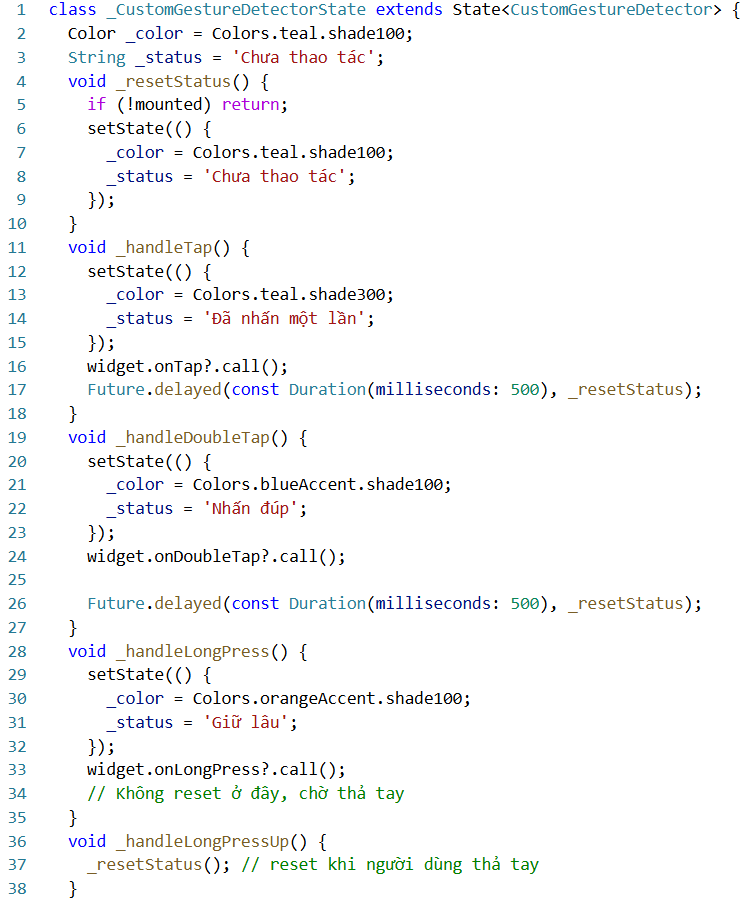 1 class _CustomGestureDetectorState extends State<CustomGestureDetector> {
2 Color _color = Colors.teal.shade100;
3 String _status = 'Chưa thao tác';
4 void _resetStatus() {
5 if (!mounted) return;
6 setState(() {
7 _color = Colors.teal.shade100;
8 _status = 'Chưa thao tác';
9 });
10 }
11 void _handleTap() {
12 setState(() {
13 _color = Colors.teal.shade300;
14 _status = 'Đã nhấn một lần';
15 });
16 widget.onTap?.call();
17 Future.delayed(const Duration(milliseconds: 500), _resetStatus);
18 }
19 void _handleDoubleTap() {
20 setState(() {
21 _color = Colors.blueAccent.shade100;
22 _status = 'Nhấn đúp';
23 });
24 widget.onDoubleTap?.call();
25
26 Future.delayed(const Duration(milliseconds: 500), _resetStatus);
27 }
28 void _handleLongPress() {
29 setState(() {
30 _color = Colors.orangeAccent.shade100;
31 _status = 'Giữ lâu';
32 });
33 widget.onLongPress?.call();
34 // Không reset ở đây, chờ thả tay
35 }
36 void _handleLongPressUp() {
37 _resetStatus(); // reset khi người dùng thả tay
38 }